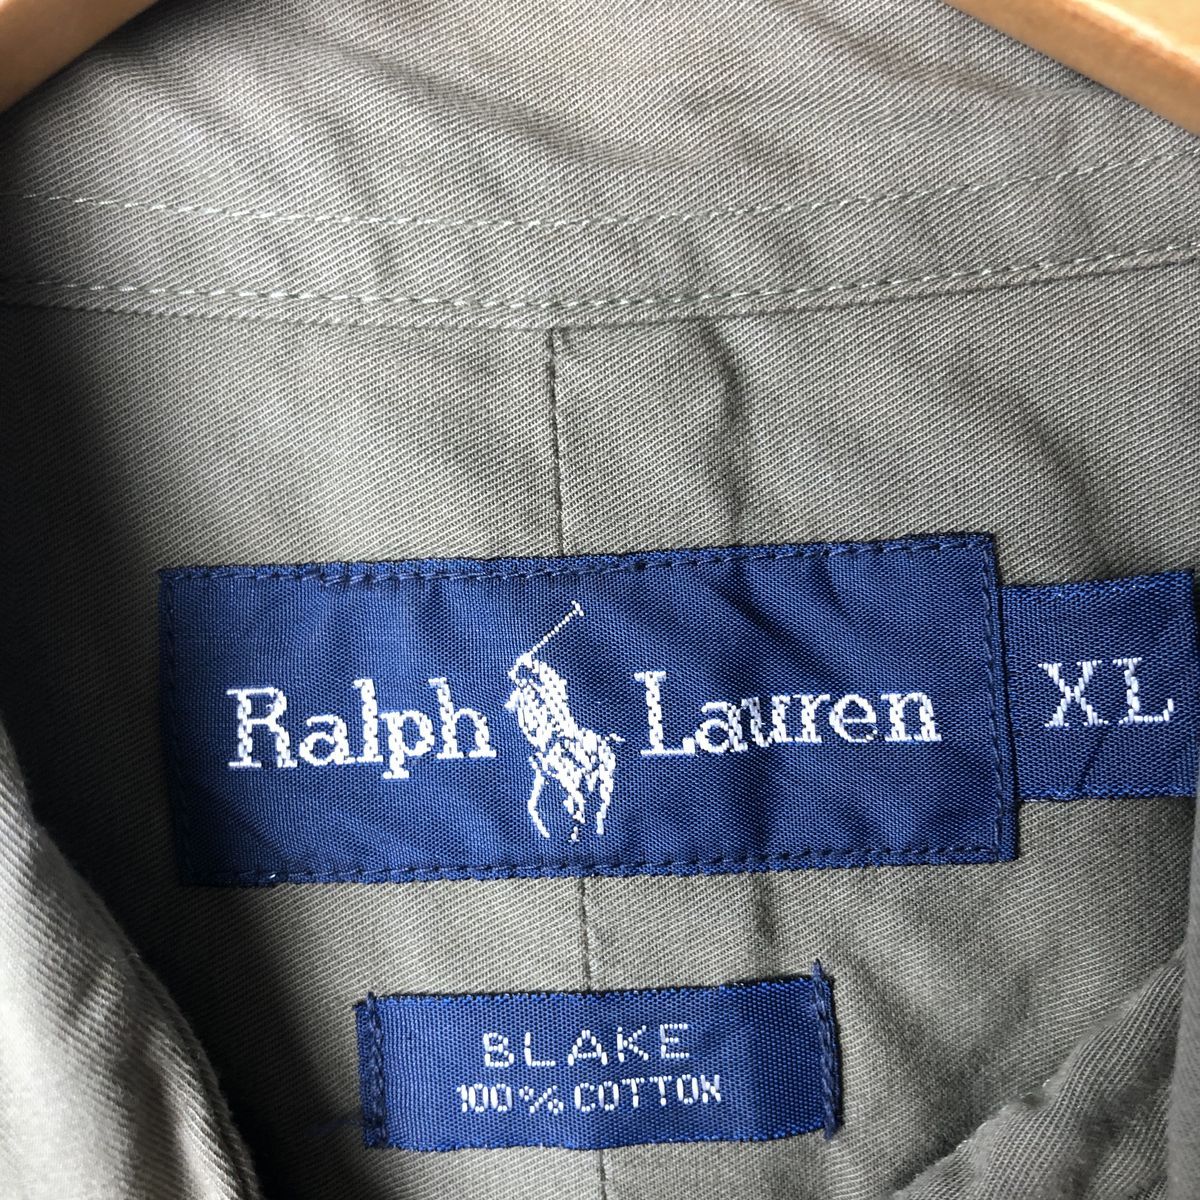 Ralph Lauren XL
BLAKE
100% COTTON